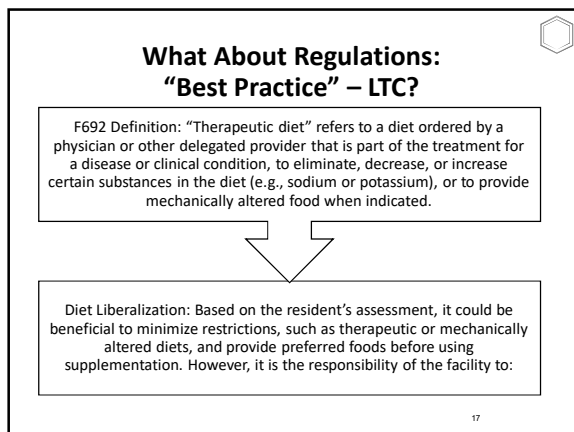 What About Regulations:
“Best Practice” – LTC?
F692 Definition: “Therapeutic diet” refers to a diet ordered by a
physician or other delegated provider that is part of the treatment for
a disease or clinical condition, to eliminate, decrease, or increase
certain substances in the diet (e.g., sodium or potassium), or to provide
mechanically altered food when indicated.
Diet Liberalization: Based on the resident’s assessment, it could be
beneficial to minimize restrictions, such as therapeutic or mechanically
altered diets, and provide preferred foods before using
supplementation. However, it is the responsibility of the facility to:
17